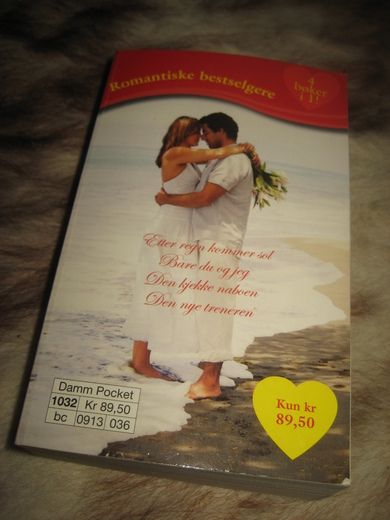 Romantiske bestselgere
4
bøker
i 1!
Etter regn kommer sol
Bare du og jeg
Den kjekke naboen
Den nye treneren
Damm Pocket
1032 Kr 89,50
bc 0913 036
Kun kr
89,50